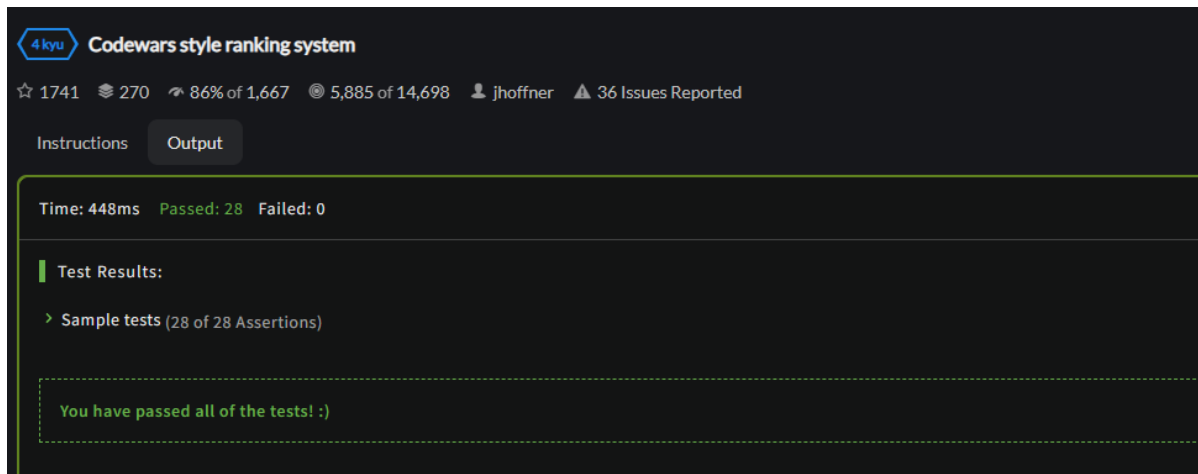 4 kyu Codewars style ranking system
1741 270 86% of 1,667 5,885 of 14,698 jhoffner 36 Issues Reported
Instructions Output
Time: 448ms Passed: 28 Failed: 0
Test Results:
Sample tests (28 of 28 Assertions)
You have passed all of the tests! :)